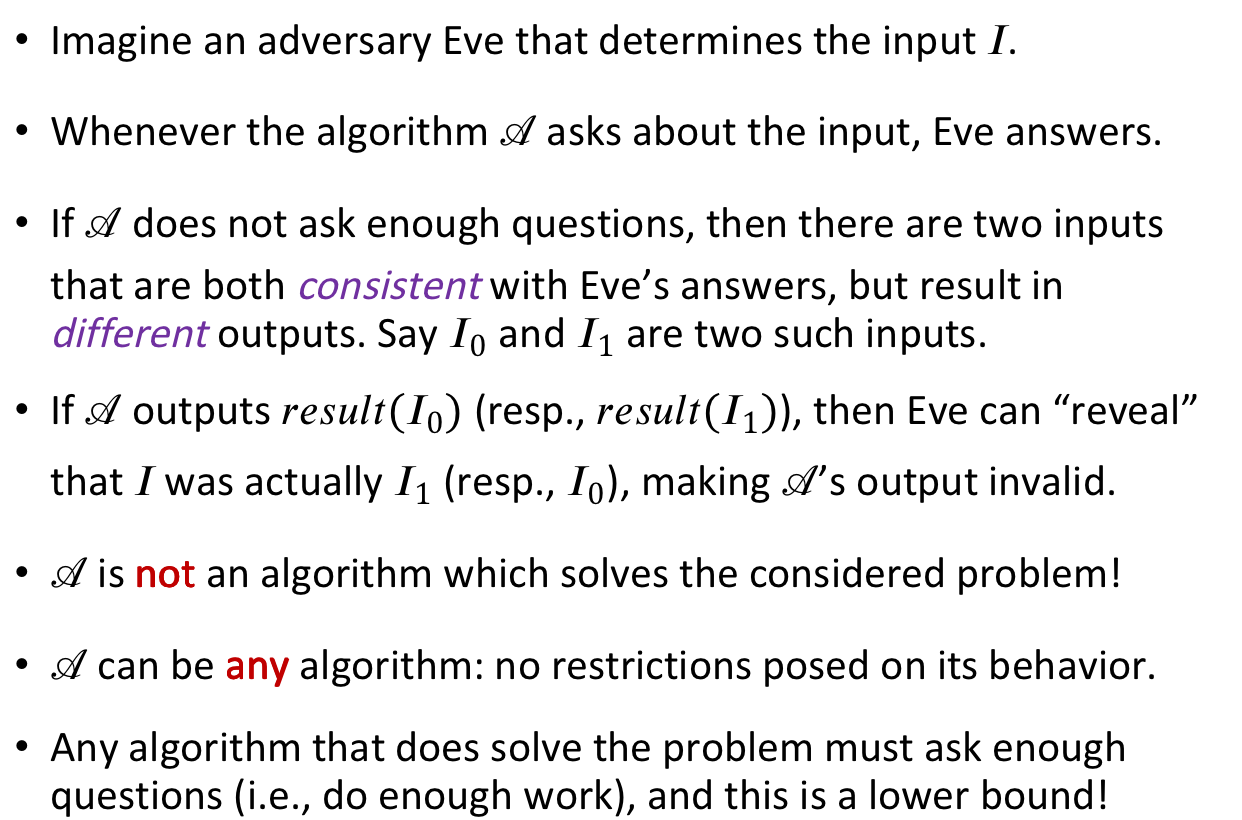 • Imagine an adversary Eve that determines the input I.
• Whenever the algorithm 𝒜 asks about the input, Eve answers.
• If 𝒜 does not ask enough questions, then there are two inputs
that are both consistent with Eve’s answers, but result in
different outputs. Say I₀ and I₁ are two such inputs.
• If 𝒜 outputs result(I₀) (resp., result(I₁)), then Eve can “reveal”
that I was actually I₁ (resp., I₀), making 𝒜’s output invalid.
• 𝒜 is not an algorithm which solves the considered problem!
• 𝒜 can be any algorithm: no restrictions posed on its behavior.
• Any algorithm that does solve the problem must ask enough
questions (i.e., do enough work), and this is a lower bound!